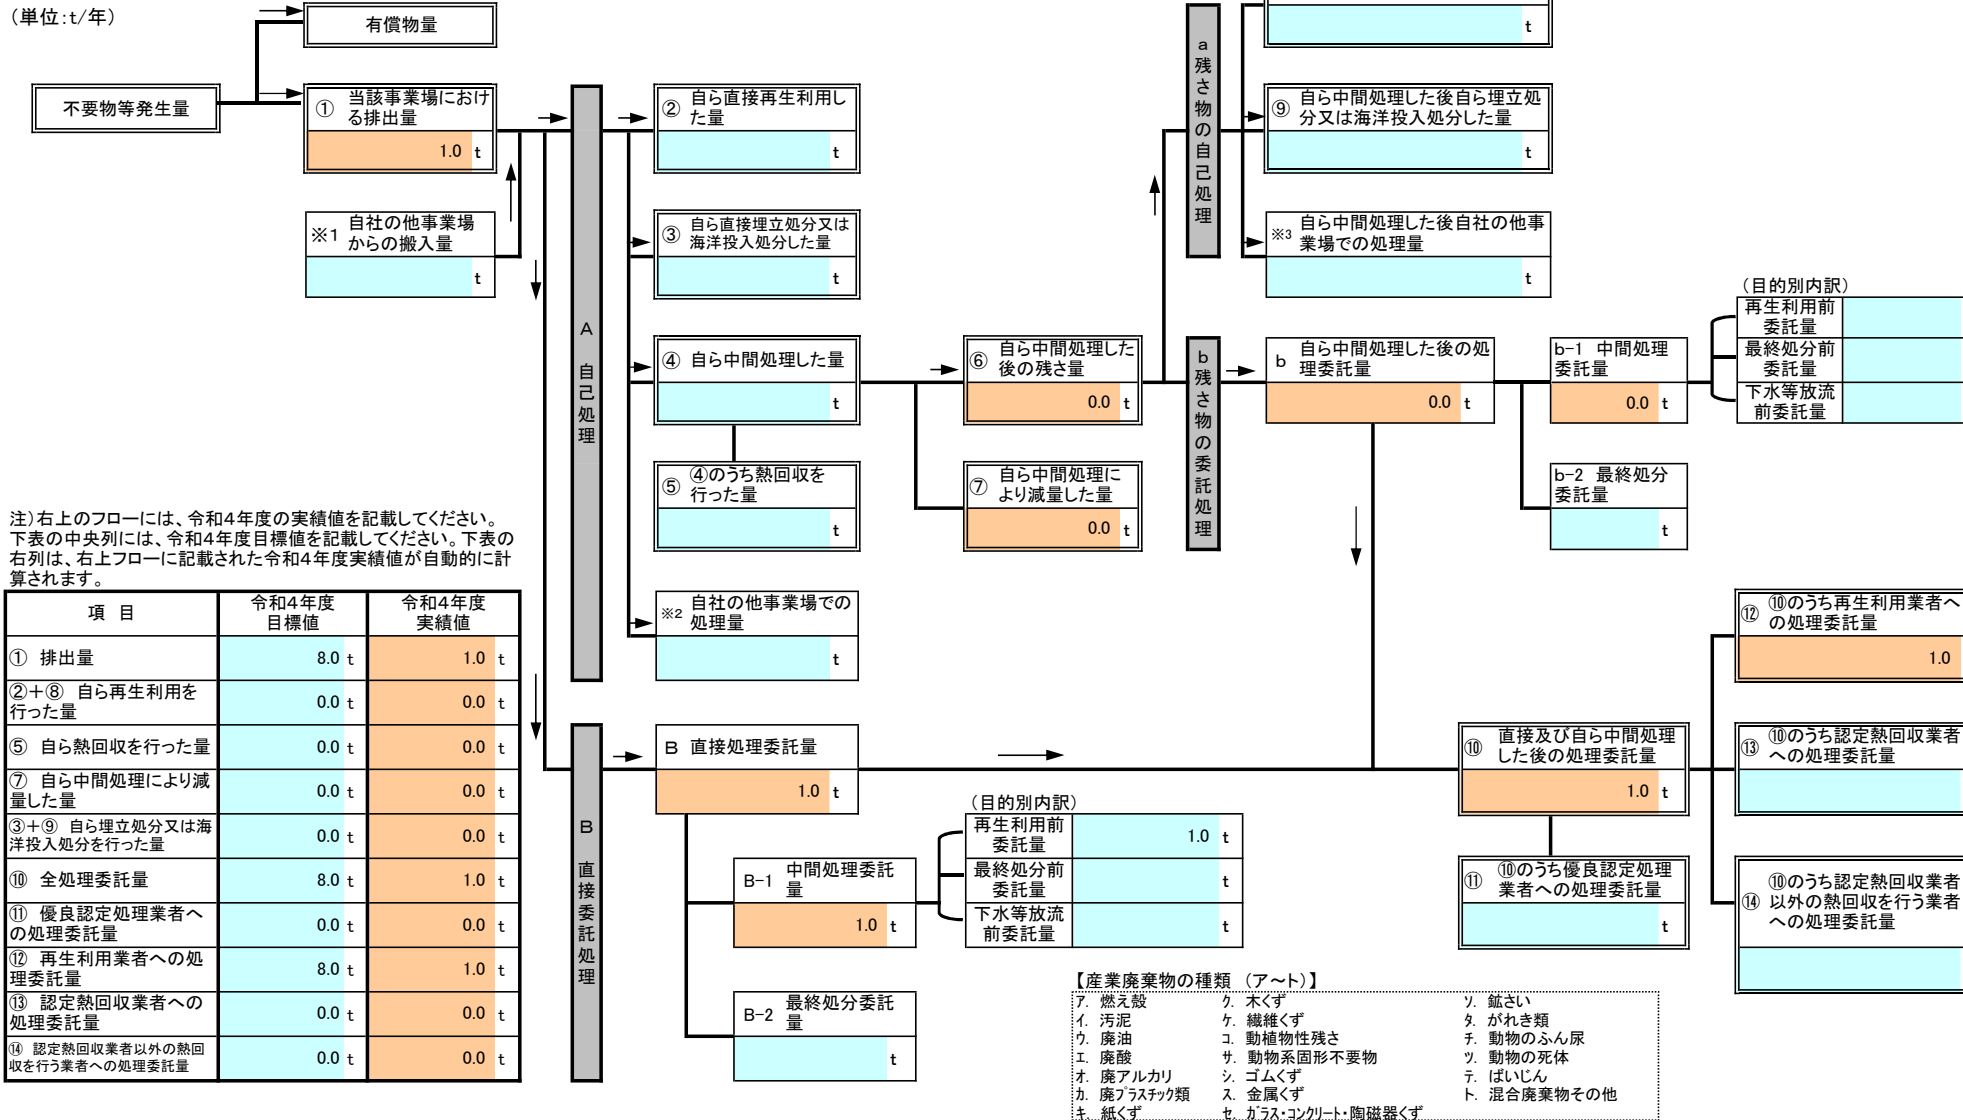 (単位:t/年)
有償物量
不要物等発生量
① 当該事業場におけ
る排出量
1.0 t
※1 自社の他事業場
からの搬入量
t
A 自己処理
② 自ら直接再生利用し
た量
t
③ 自ら直接埋立処分又は
海洋投入処分した量
t
④ 自ら中間処理した量
t
⑤ ④のうち熱回収を
行った量
t
※2 自社の他事業場での
処理量
t
⑥ 自ら中間処理した
後の残さ量
0.0 t
⑦ 自ら中間処理に
より減量した量
0.0 t
a 残さ物の自己処理
t
⑨ 自ら中間処理した後自ら埋立処
分又は海洋投入処分した量
t
※3 自ら中間処理した後自社の他事
業場での処理量
t
b 残さ物の委託処理
b 自ら中間処理した後の処
理委託量
0.0 t
b-1 中間処理
委託量
0.0 t
b-2 最終処分
委託量
t
(目的別内訳)
再生利用前
委託量
最終処分前
委託量
下水等放流
前委託量
注)右上のフローには、令和4年度の実績値を記載してください。
下表の中央列には、令和4年度目標値を記載してください。下表の
右列は、右上フローに記載された令和4年度実績値が自動的に計
算されます。
項 目 令和4年度 令和4年度
目標値 実績値
① 排出量 8.0 t 1.0 t
②+⑧ 自ら再生利用を
行った量 0.0 t 0.0 t
⑤ 自ら熱回収を行った量 0.0 t 0.0 t
⑦ 自ら中間処理により減
量した量 0.0 t 0.0 t
③+⑨ 自ら埋立処分又は海
洋投入処分を行った量 0.0 t 0.0 t
⑩ 全処理委託量 8.0 t 1.0 t
⑪ 優良認定処理業者へ
の処理委託量 0.0 t 0.0 t
⑫ 再生利用業者への処
理委託量 8.0 t 1.0 t
⑬ 認定熱回収業者への
処理委託量 0.0 t 0.0 t
⑭ 認定熱回収業者以外の熱回
収を行う業者への処理委託量 0.0 t 0.0 t
B 直接委託処理
B 直接処理委託量
1.0 t
B-1 中間処理委託
量
1.0 t
B-2 最終処分委託
量
t
(目的別内訳)
再生利用前
委託量 1.0 t
最終処分前
委託量 t
下水等放流
前委託量 t
⑩ 直接及び自ら中間処理
した後の処理委託量
1.0 t
⑪ ⑩のうち優良認定処理
業者への処理委託量
t
⑫ ⑩のうち再生利用業者へ
の処理委託量
1.0
⑬ ⑩のうち認定熱回収業者
への処理委託量
⑭ ⑩のうち認定熱回収業者
以外の熱回収を行う業者
への処理委託量
【産業廃棄物の種類 (ア~ト)】
ア. 燃え殻 ク. 木くず ソ. 鉱さい
イ. 汚泥 ケ. 繊維くず タ. がれき類
ウ. 廃油 コ. 動植物性残さ チ. 動物のふん尿
エ. 廃酸 サ. 動物系固形不要物 ツ. 動物の死体
オ. 廃アルカリ シ. ゴムくず テ. ばいじん
カ. 廃プラスチック類 ス. 金属くず ト. 混合廃棄物その他
キ. 紙くず セ. ガラス・コンクリート・陶磁器くず